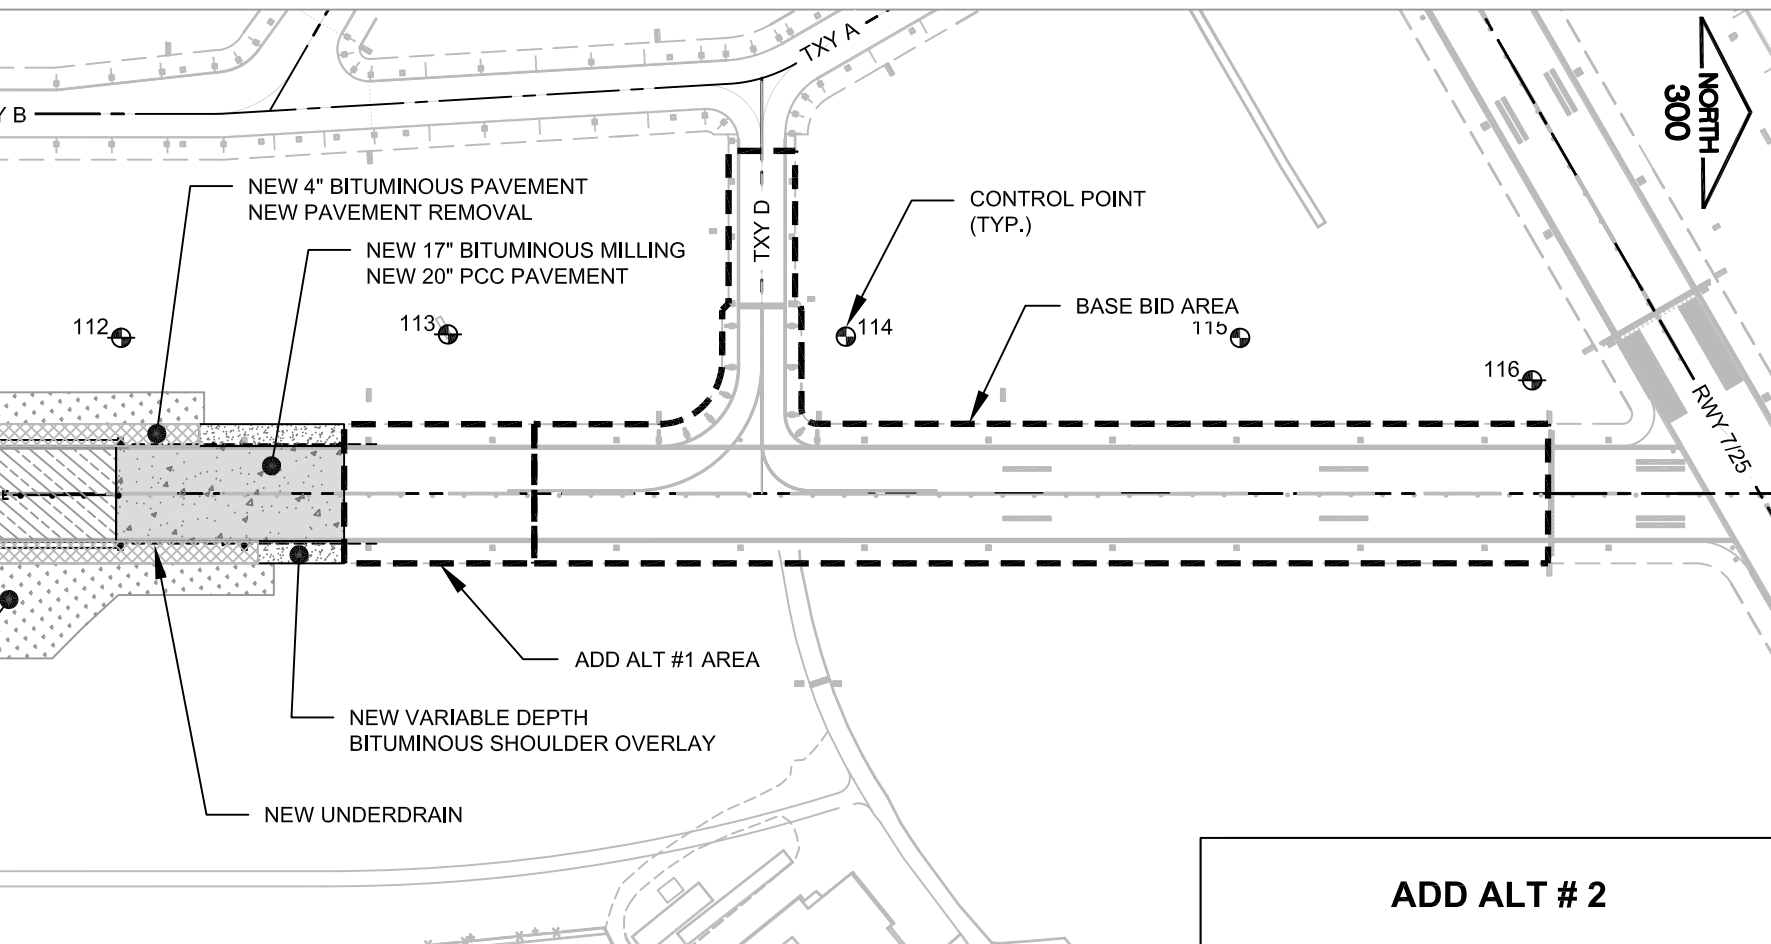 TXY A
Y B
NORTH
300
NEW 4" BITUMINOUS PAVEMENT
NEW PAVEMENT REMOVAL
NEW 17" BITUMINOUS MILLING
NEW 20" PCC PAVEMENT
TXY D
CONTROL POINT
(TYP.)
BASE BID AREA
112
113
114
115
116
RWY 7/25
E
ADD ALT #1 AREA
NEW VARIABLE DEPTH
BITUMINOUS SHOULDER OVERLAY
NEW UNDERDRAIN
ADD ALT # 2